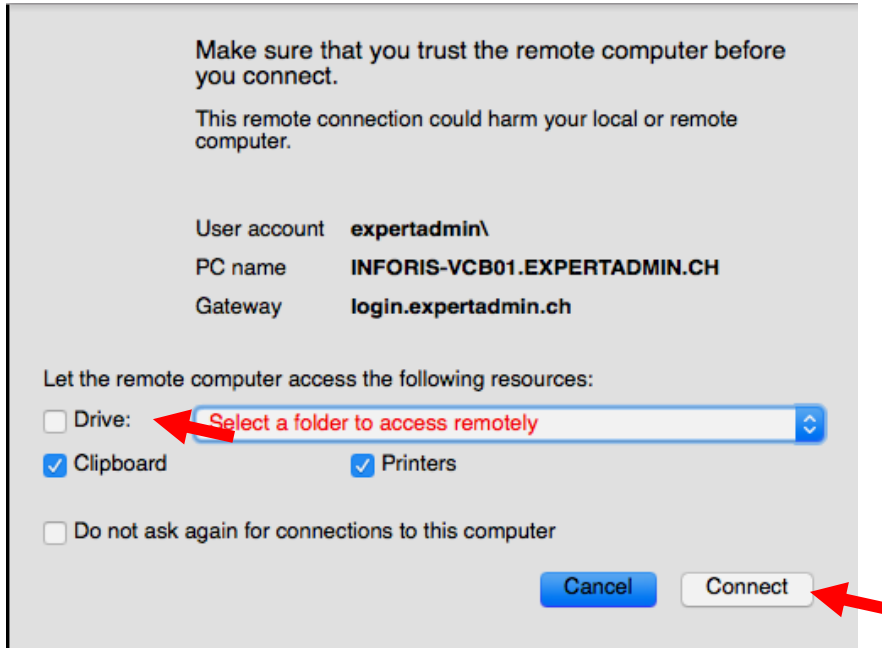 Make sure that you trust the remote computer before
you connect.
This remote connection could harm your local or remote
computer.
User account expertadmin\
PC name INFORIS-VCB01.EXPERTADMIN.CH
Gateway login.expertadmin.ch
Let the remote computer access the following resources:
Drive: Select a folder to access remotely
Clipboard Printers
Do not ask again for connections to this computer
Cancel Connect